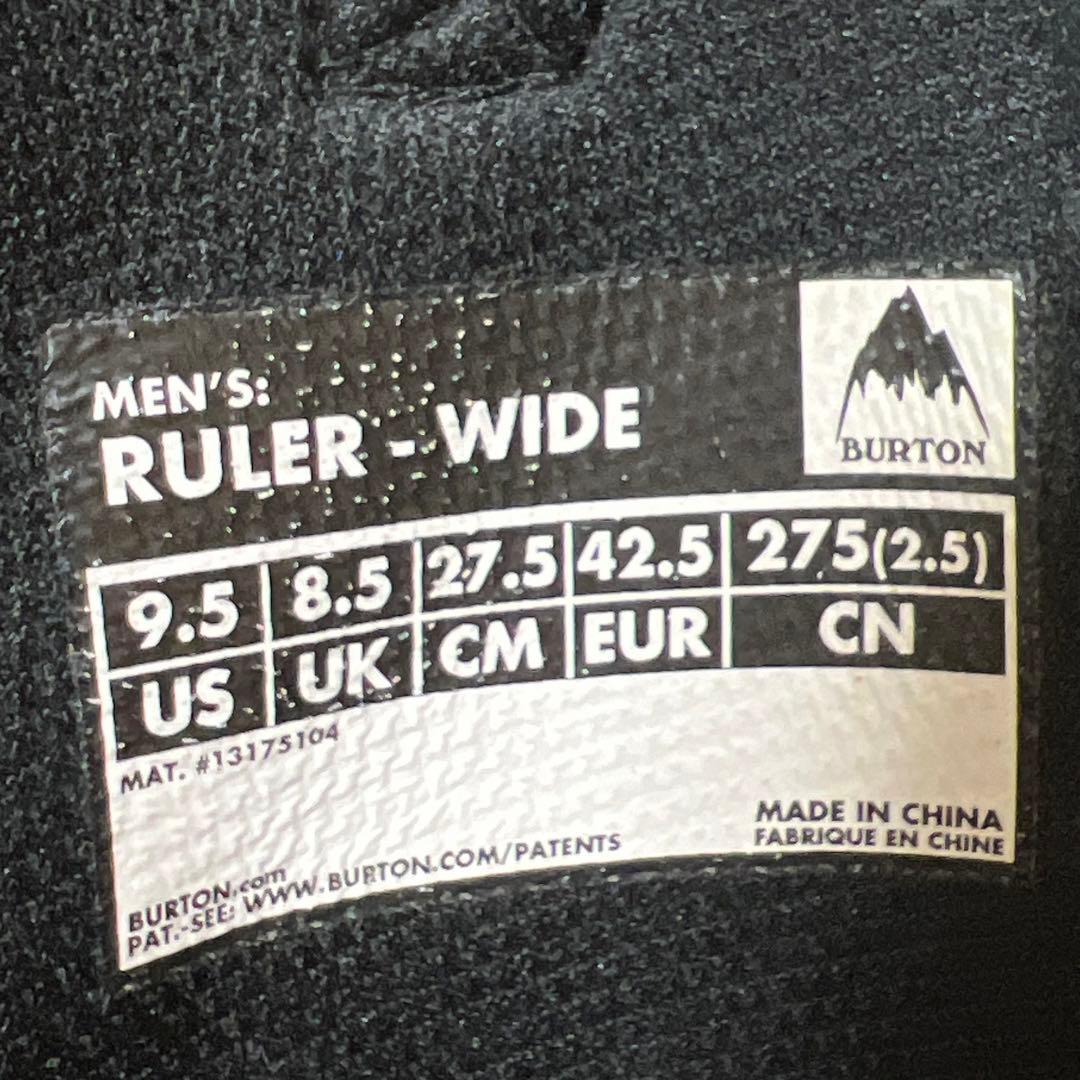 MEN'S:
RULER - WIDE
BURTON
9.5 8.5 27.5 42.5 275(2.5)
US UK CM EUR CN
MAT. #13175104
MADE IN CHINA
FABRIQUE EN CHINE
BURTON.com
PAT.-SEE: WWW.BURTON.COM/PATENTS